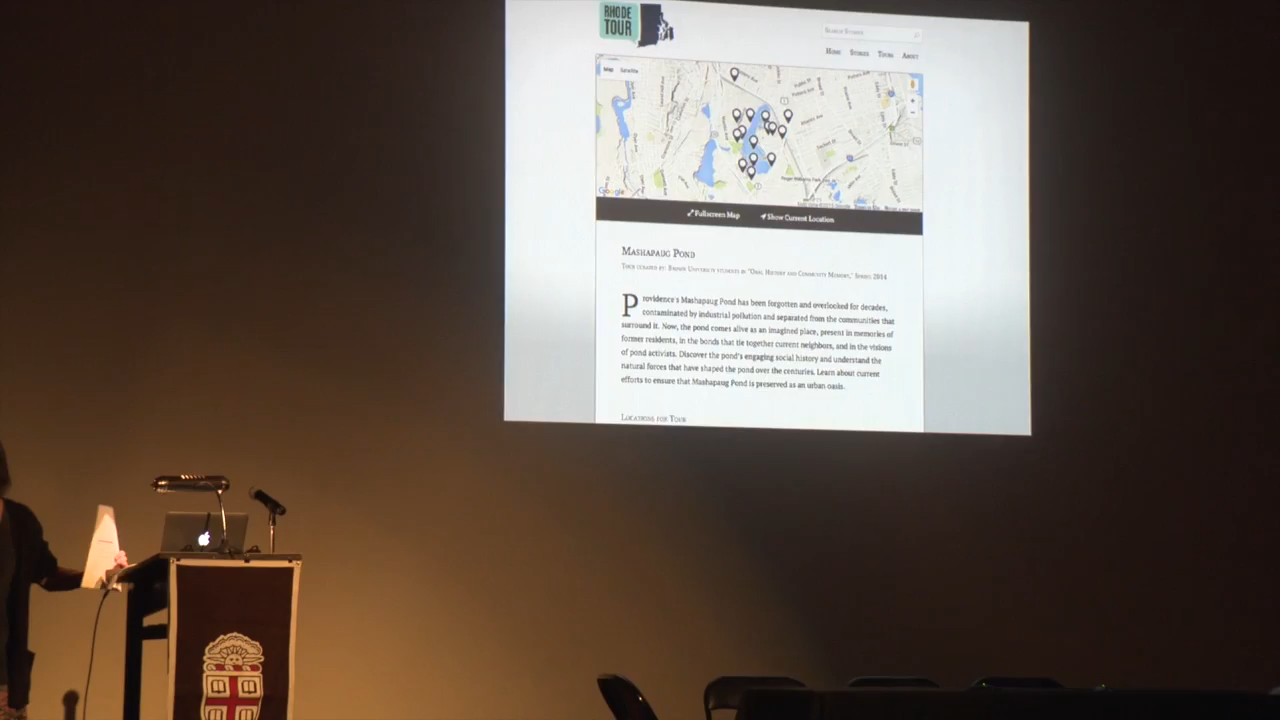 RHODE
TOUR
Search Stories
Home Stories Tours About
Map Satellite
Google
Fullscreen Map Show Current Location
Mashapaug Pond
Tour curated by: Brown University students in "Oral History and Community Memory," Spring 2014
Providence's Mashapaug Pond has been forgotten and overlooked for decades,
contaminated by industrial pollution and separated from the communities that
surround it. Now, the pond comes alive as an imagined place, present in memories of
former residents, in the bonds that tie together current neighbors, and in the visions
of pond activists. Discover the pond's engaging social history and understand the
natural forces that have shaped the pond over the centuries. Learn about current
efforts to ensure that Mashapaug Pond is preserved as an urban oasis.
Locations for Tour